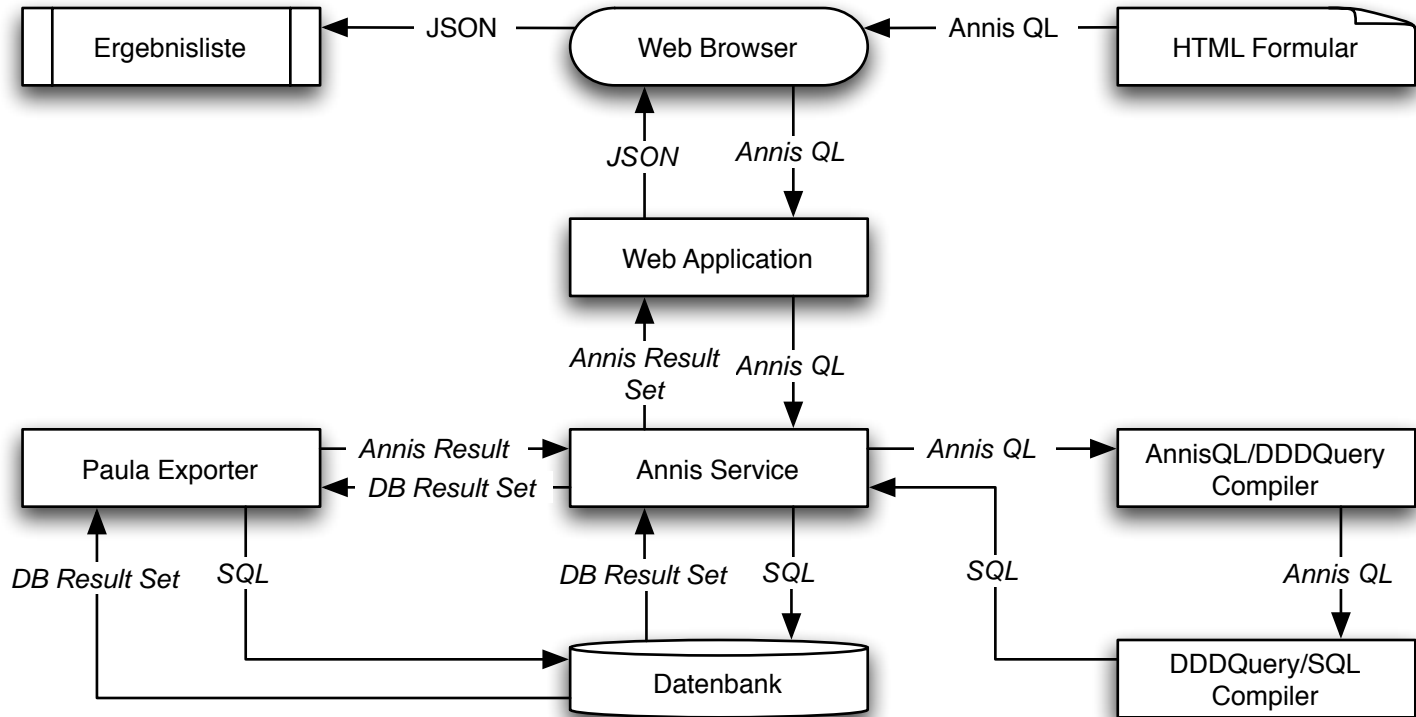 Ergebnisliste
JSON
Web Browser
Annis QL
HTML Formular
JSON
Annis QL
Web Application
Annis Result
Set
Annis QL
Paula Exporter
Annis Result
DB Result Set
Annis Service
Annis QL
AnnisQL/DDDQuery
Compiler
DB Result Set
SQL
DB Result Set
SQL
SQL
Annis QL
Datenbank
DDDQuery/SQL
Compiler